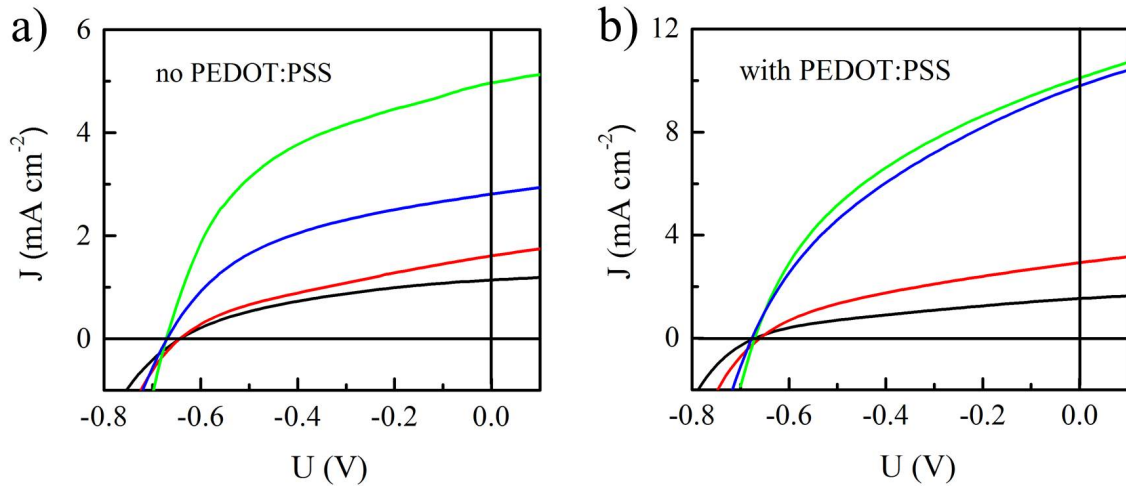 a)
no PEDOT:PSS
6
4
2
0
J (mA cm⁻²)
-0.8 -0.6 -0.4 -0.2 0.0
U (V)
b)
with PEDOT:PSS
12
8
4
0
J (mA cm⁻²)
-0.8 -0.6 -0.4 -0.2 0.0
U (V)